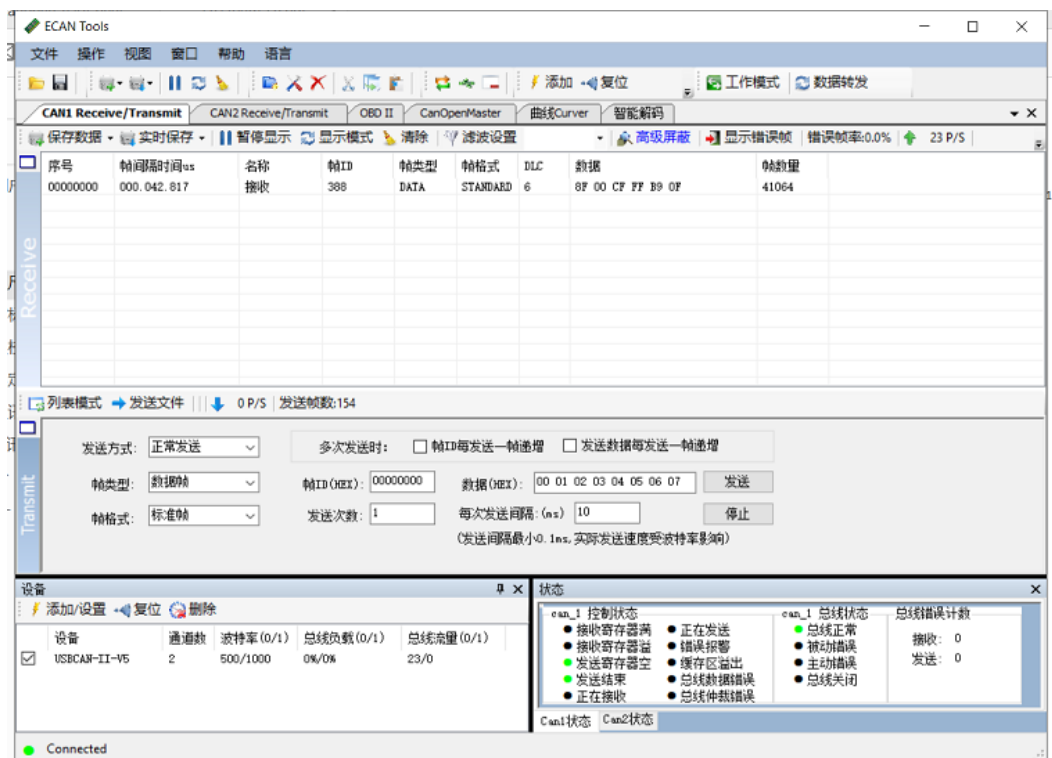 ECAN Tools
文件 操作 视图 窗口 帮助 语言
添加 复位 工作模式 数据转发
CAN1 Receive/Transmit CAN2 Receive/Transmit OBD II CanOpenMaster 曲线Curver 智能解码
保存数据 实时保存 暂停显示 显示模式 清除 滤波设置 高级屏蔽 显示错误帧 错误帧率:0.0% 23 P/S
序号 帧间隔时间us 名称 帧ID 帧类型 帧格式 DLC 数据 帧数量
00000000 000.042.817 接收 388 DATA STANDARD 6 8F 00 CF FF B9 0F 41064
Receive
列表模式 发送文件 0 P/S 发送帧数:154
发送方式: 正常发送 多次发送时: 帧ID每发送一帧递增 发送数据每发送一帧递增
帧类型: 数据帧 帧ID(HEX): 00000000 数据(HEX): 00 01 02 03 04 05 06 07 发送
帧格式: 标准帧 发送次数: 1 每次发送间隔:(ms) 10 停止
(发送间隔最小0.1ms,实际发送速度受波特率影响)
Transmit
设备
添加/设置 复位 删除
设备 通道数 波特率(0/1) 总线负载(0/1) 总线流量(0/1)
USBCAN-II-V5 2 500/1000 0%/0% 23/0
状态
can_1 控制状态 can_1 总线状态 总线错误计数
接收寄存器满 正在发送 总线正常 接收: 0
接收寄存器溢 错误报警 被动错误 发送: 0
发送寄存器空 缓存区溢出 主动错误
发送结束 总线数据错误 总线关闭
正在接收 总线仲裁错误
Can1状态 Can2状态
Connected